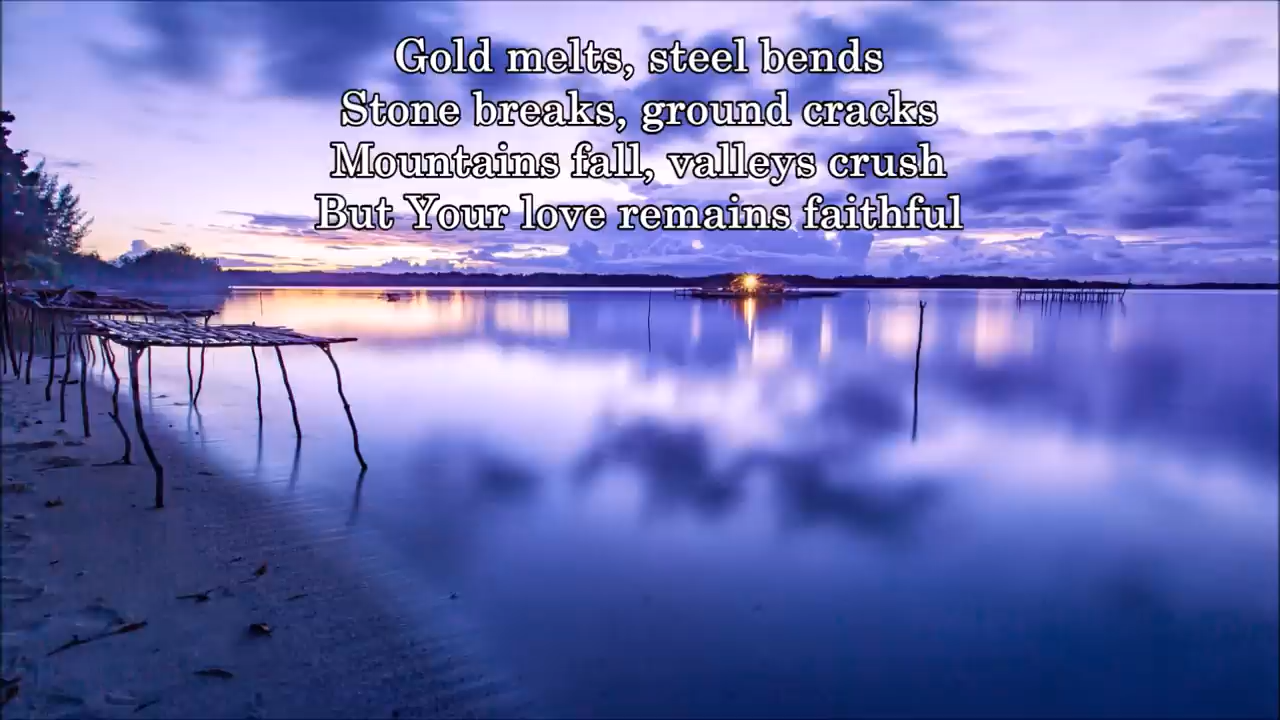 Gold melts, steel bends
Stone breaks, ground cracks
Mountains fall, valleys crush
But Your love remains faithful